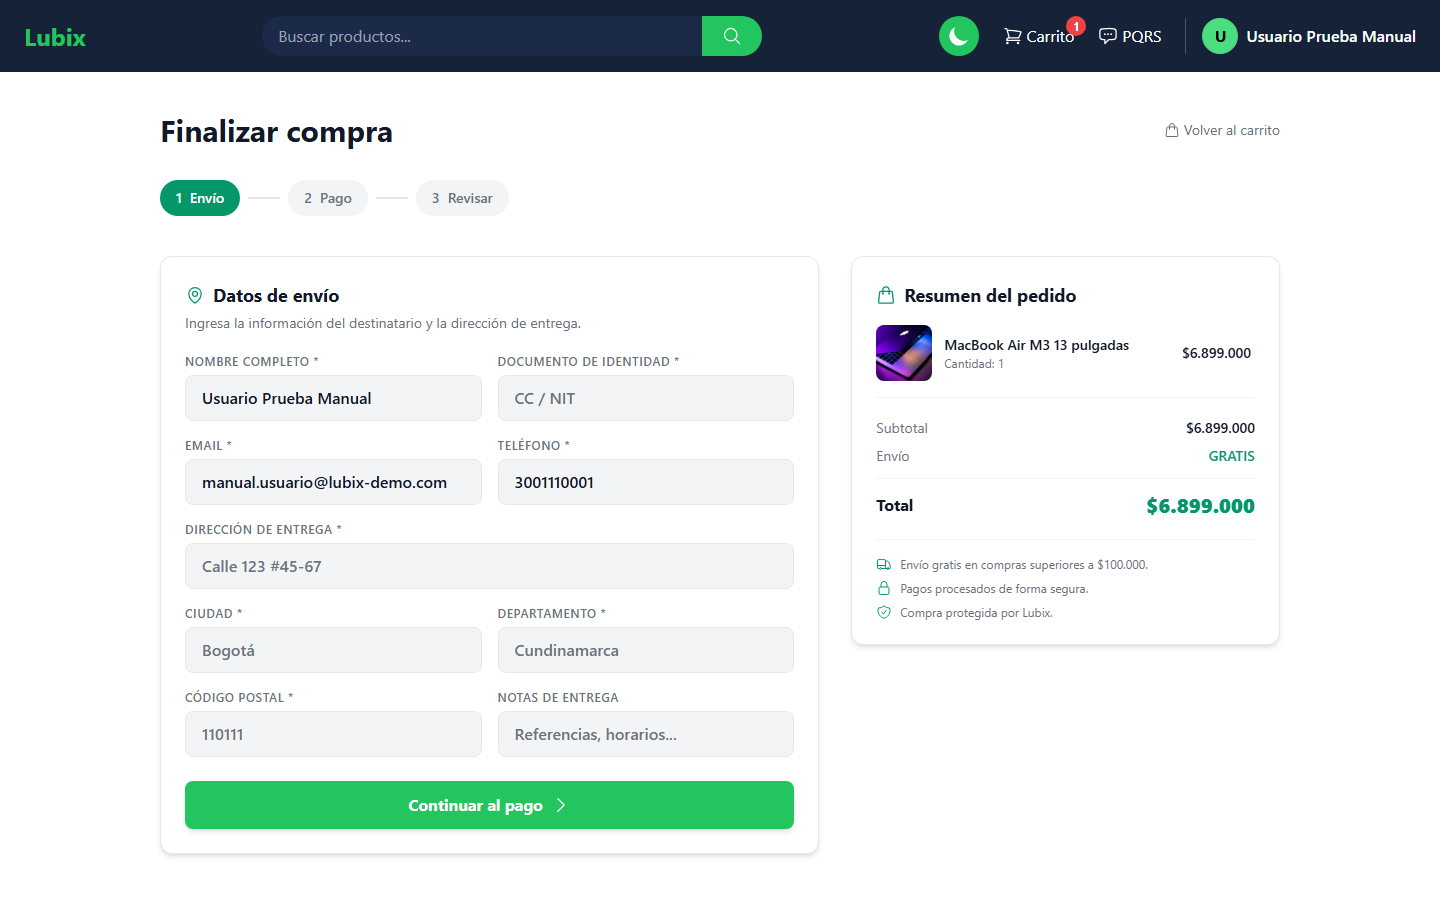 Lubix
Buscar productos...
Carrito
1
PQRS
U
Usuario Prueba Manual
Finalizar compra
Volver al carrito
1 Envío
2 Pago
3 Revisar
Datos de envío
Ingresa la información del destinatario y la dirección de entrega.
NOMBRE COMPLETO *
DOCUMENTO DE IDENTIDAD *
Usuario Prueba Manual
CC / NIT
EMAIL *
TELÉFONO *
manual.usuario@lubix-demo.com
3001110001
DIRECCIÓN DE ENTREGA *
Calle 123 #45-67
CIUDAD *
DEPARTAMENTO *
Bogotá
Cundinamarca
CÓDIGO POSTAL *
NOTAS DE ENTREGA
110111
Referencias, horarios...
Continuar al pago
Resumen del pedido
MacBook Air M3 13 pulgadas
Cantidad: 1
$6.899.000
Subtotal
$6.899.000
Envío
GRATIS
Total
$6.899.000
Envío gratis en compras superiores a $100.000.
Pagos procesados de forma segura.
Compra protegida por Lubix.